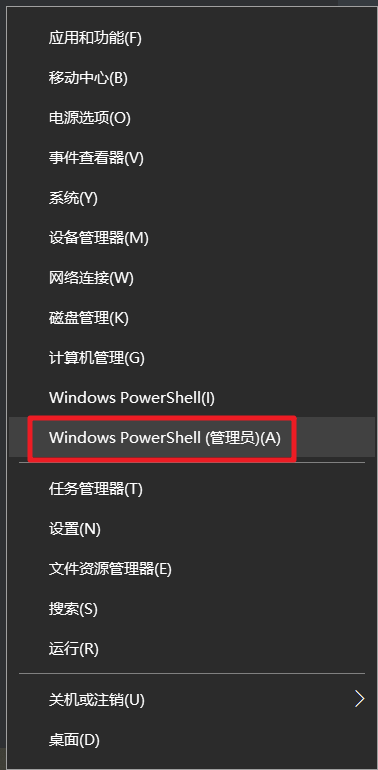 应用和功能(F)
移动中心(B)
电源选项(O)
事件查看器(V)
系统(Y)
设备管理器(M)
网络连接(W)
磁盘管理(K)
计算机管理(G)
Windows PowerShell(I)
Windows PowerShell (管理员)(A)
任务管理器(T)
设置(N)
文件资源管理器(E)
搜索(S)
运行(R)
关机或注销(U)
桌面(D)